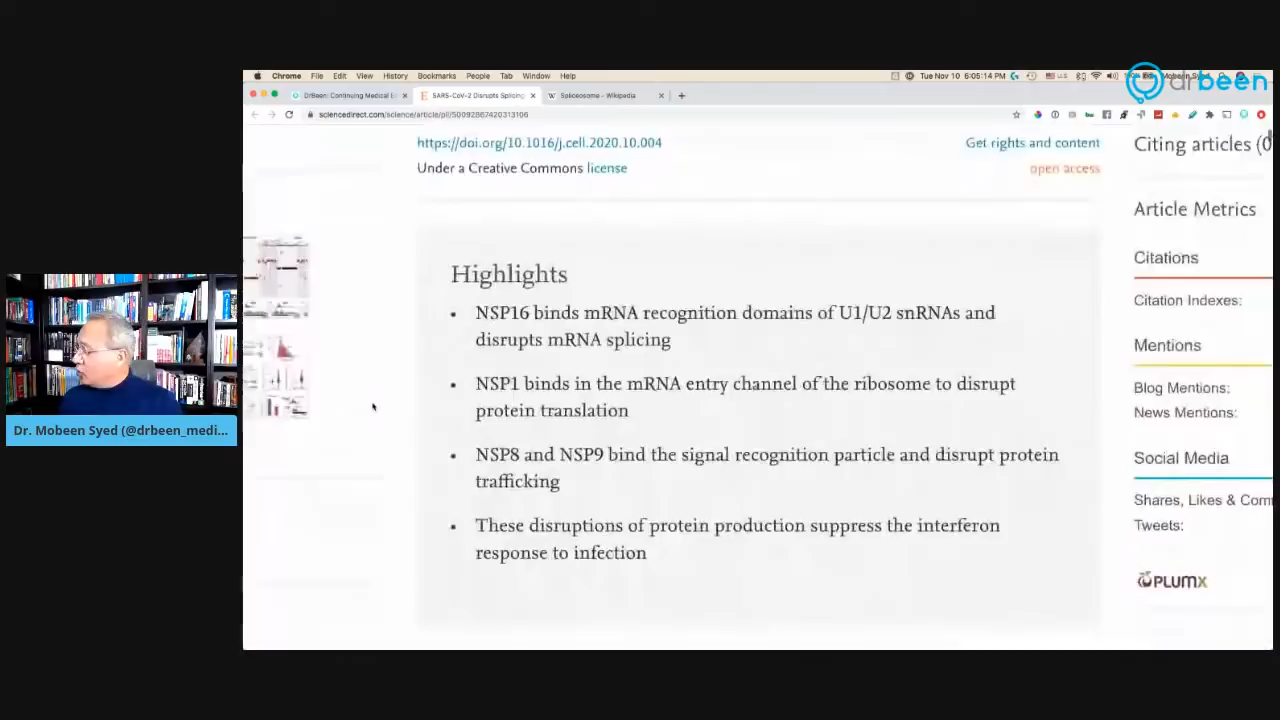 Chrome File Edit View History Bookmarks People Tab Window Help
Tue Nov 10 6:05:14 PM
drbeen
DrBeen: Continuing Medical E
SARS-CoV-2 Disrupts Splicing
Spliceosome - Wikipedia
sciencedirect.com/science/article/pii/S0092867420313106
https://doi.org/10.1016/j.cell.2020.10.004
Get rights and content
Under a Creative Commons license
open access
Highlights
• NSP16 binds mRNA recognition domains of U1/U2 snRNAs and
disrupts mRNA splicing
• NSP1 binds in the mRNA entry channel of the ribosome to disrupt
protein translation
• NSP8 and NSP9 bind the signal recognition particle and disrupt protein
trafficking
• These disruptions of protein production suppress the interferon
response to infection
Citing articles (0
Article Metrics
Citations
Citation Indexes:
Mentions
Blog Mentions:
News Mentions:
Social Media
Shares, Likes & Com
Tweets:
PLUMX
Dr. Mobeen Syed (@drbeen_medi...